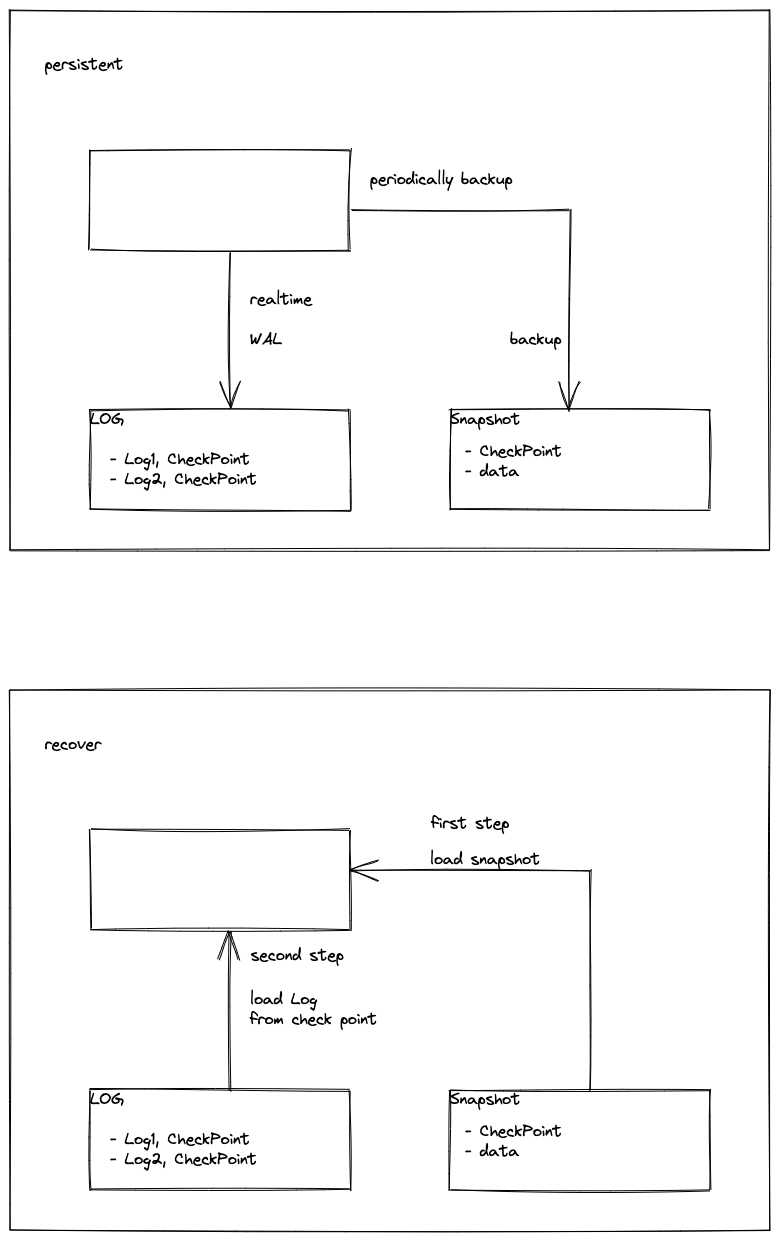 persistent
periodically backup
realtime
WAL
backup
LOG
- Log1, CheckPoint
- Log2, CheckPoint
Snapshot
- CheckPoint
- data
recover
first step
load snapshot
second step
load Log
from check point
LOG
- Log1, CheckPoint
- Log2, CheckPoint
Snapshot
- CheckPoint
- data